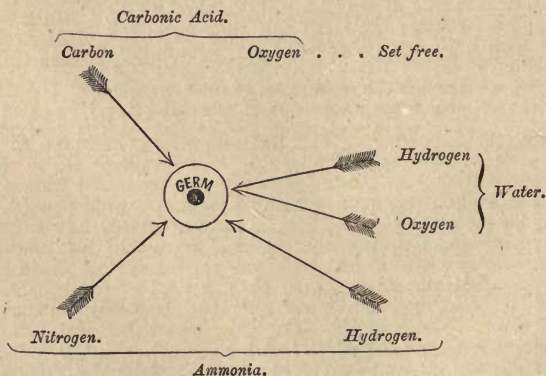 Carbonic Acid.
Carbon Oxygen . . . Set free.
Hydrogen
GERM
Water.
Oxygen
Nitrogen. Hydrogen.
Ammonia.